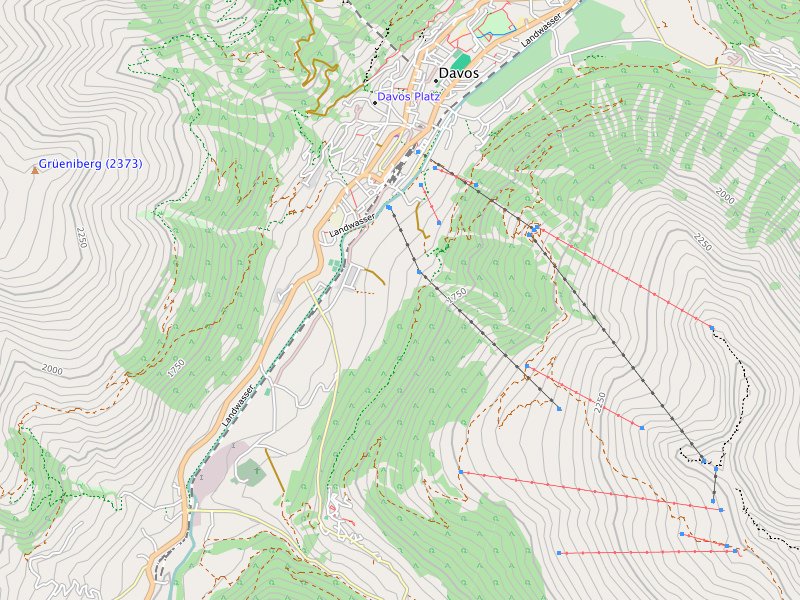 Landwasser
Davos
Davos Platz
Grüeniberg (2373)
2000
Landwasser
2250
2250
1750
2000
1750
2250
Landwasser